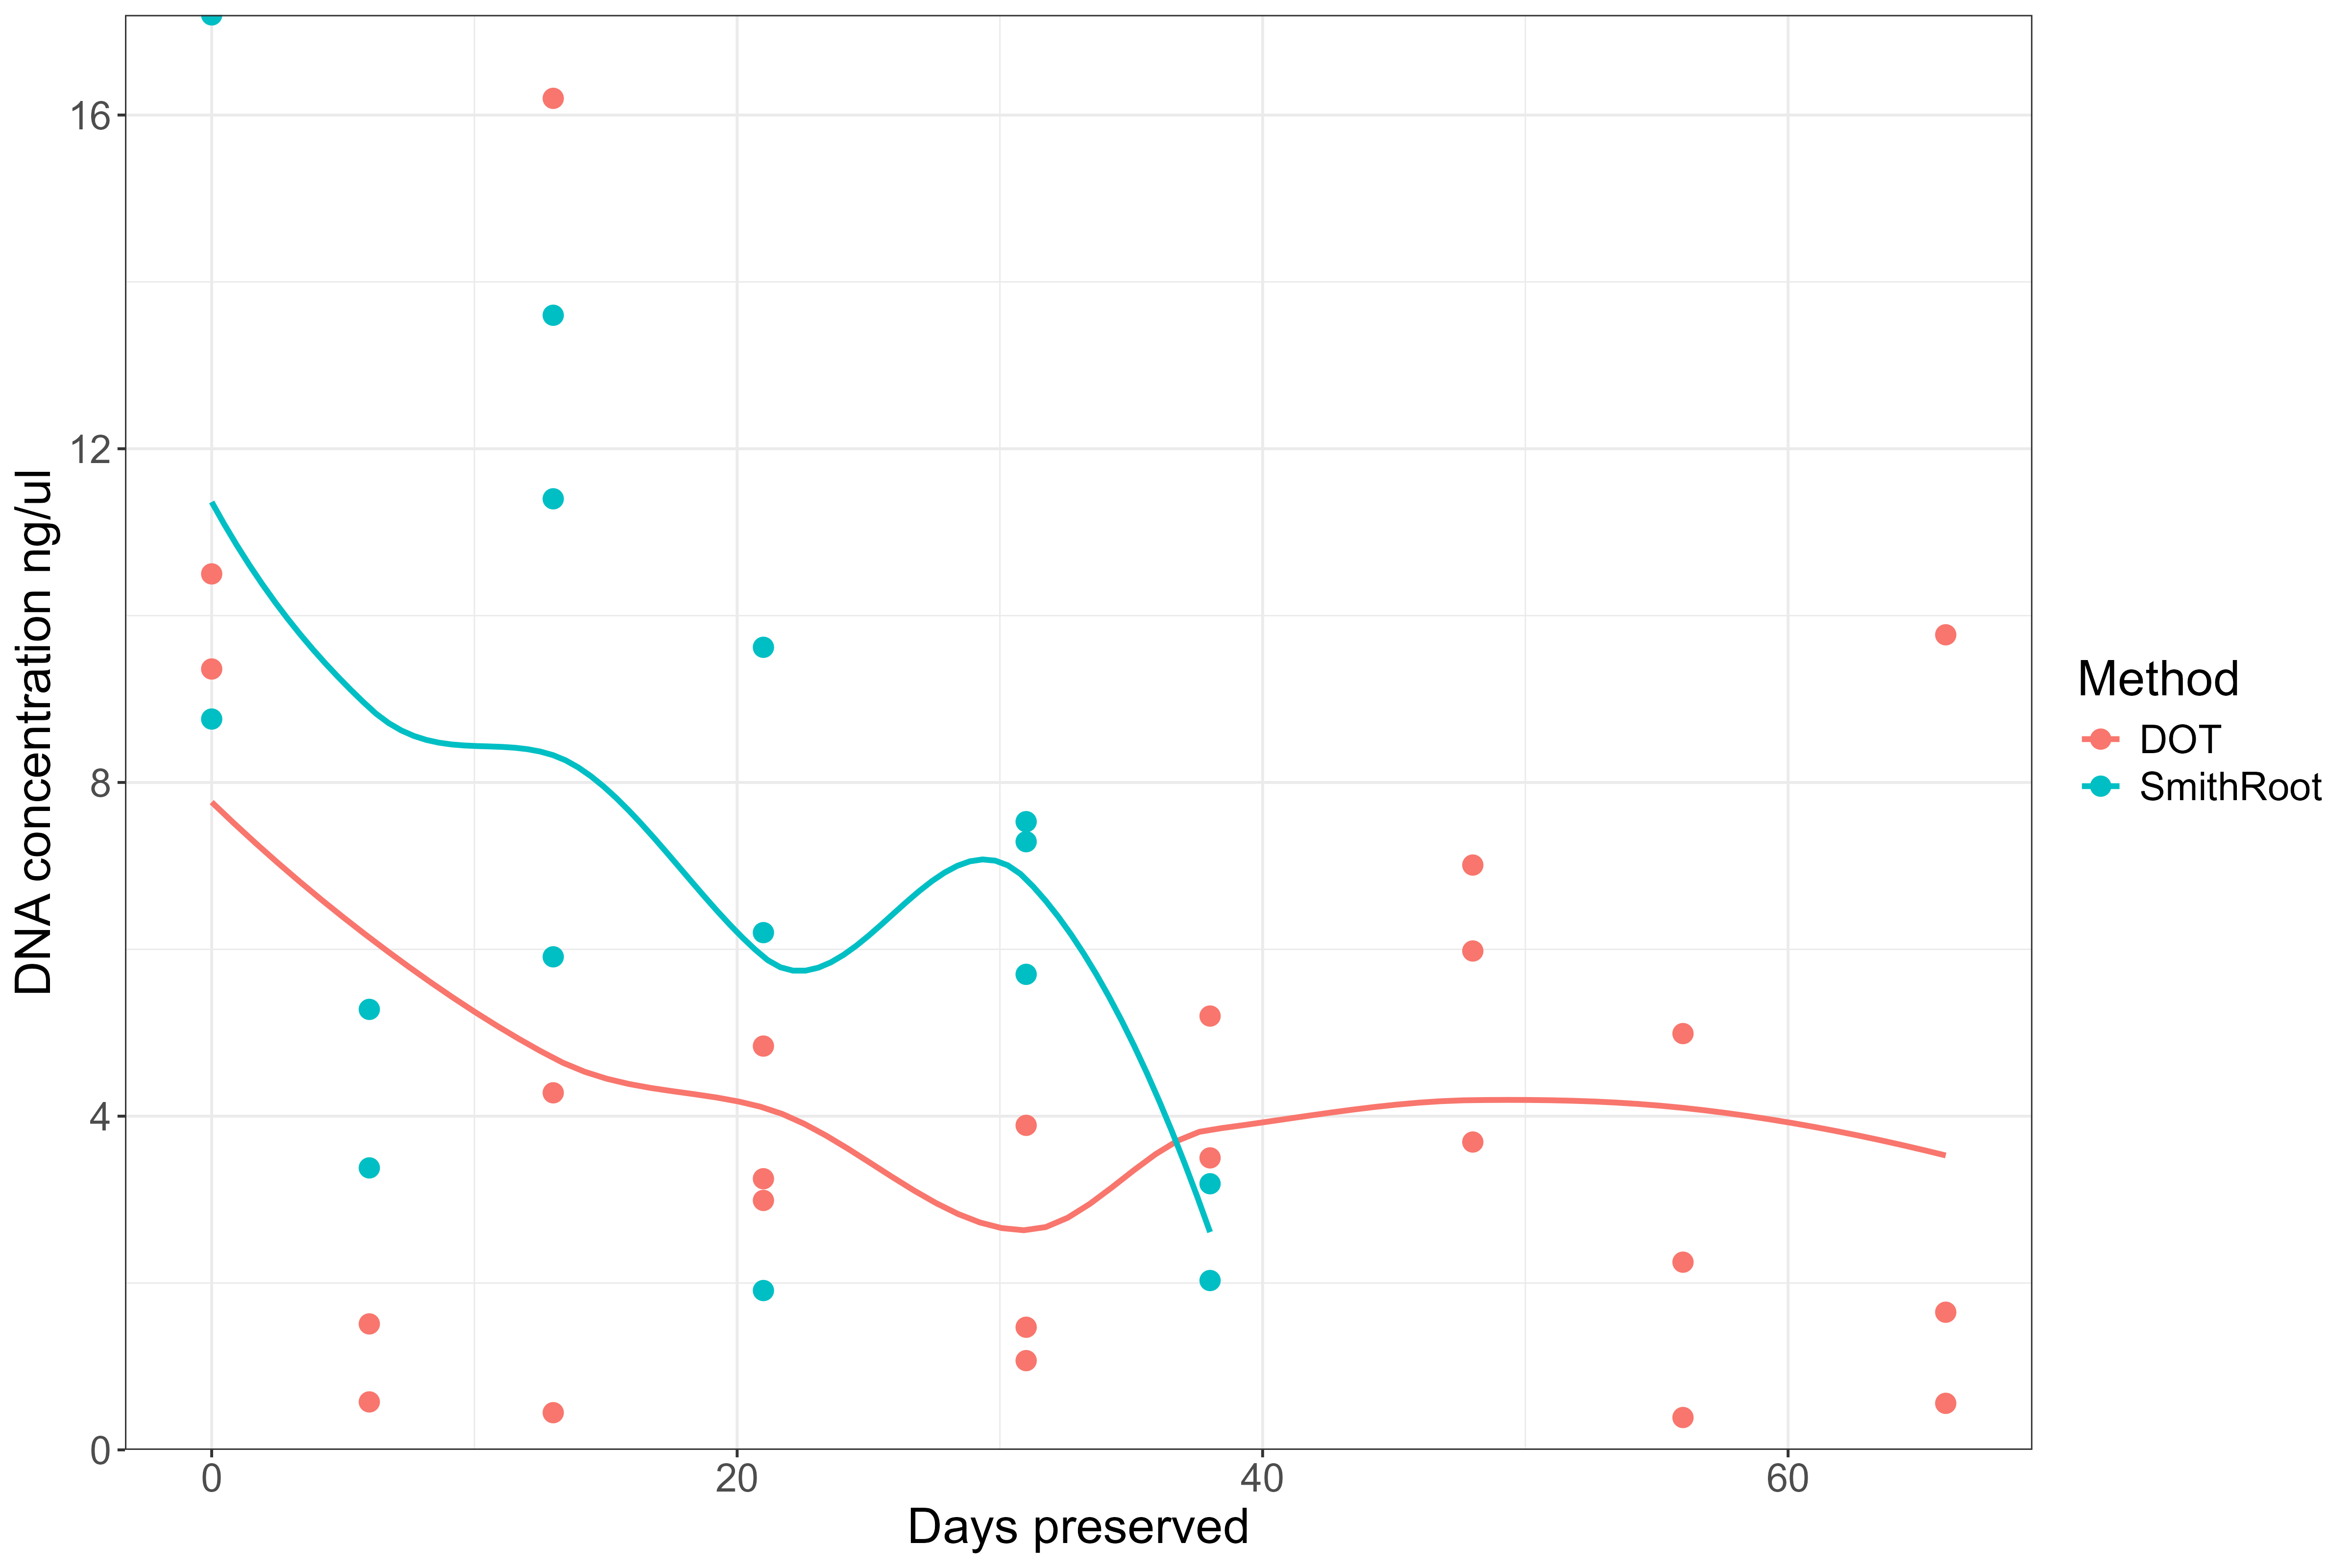 16
12
8
4
0
DNA concentration ng/ul
0 20 40 60
Days preserved
Method
DOT
SmithRoot